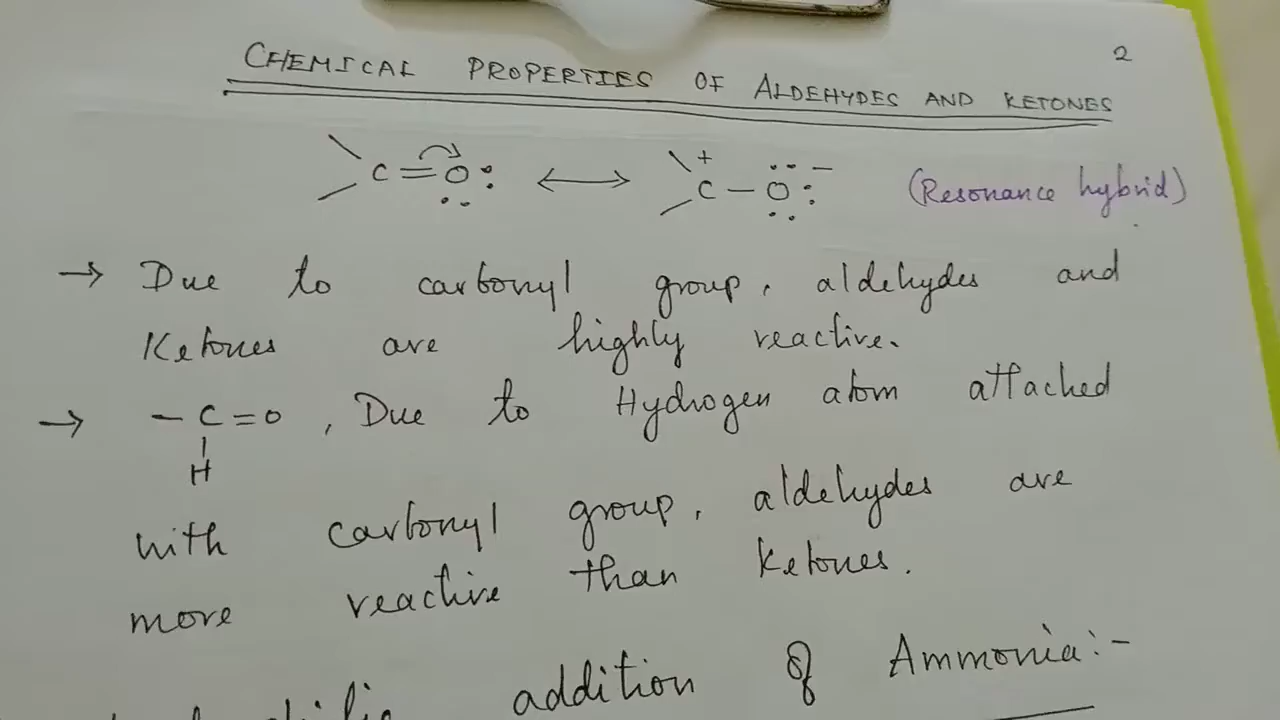 2
CHEMICAL PROPERTIES OF ALDEHYDES AND KETONES
C=O: ⟷ +C–O:– (Resonance hybrid)
→ Due to carbonyl group, aldehydes and
Ketones are highly reactive.
→ –C=O, Due to Hydrogen atom attached
H
with carbonyl group, aldehydes are
more reactive than ketones.
addition of Ammonia:-